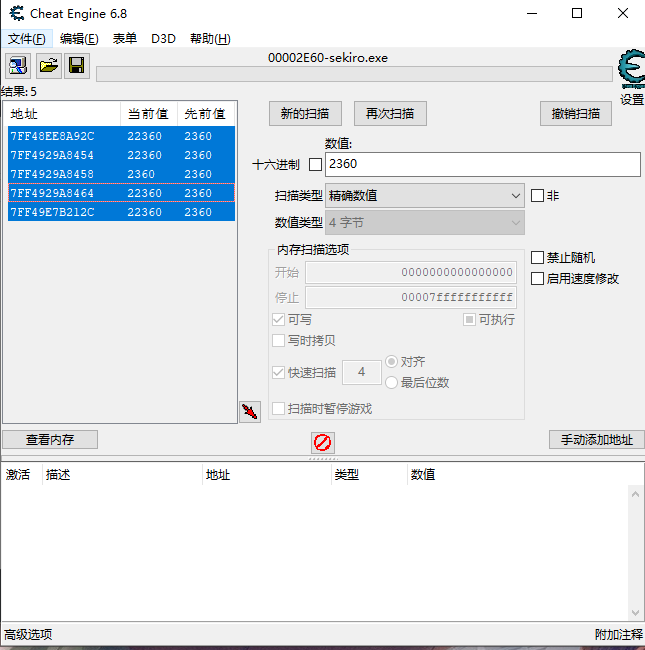 Cheat Engine 6.8
文件(F) 编辑(E) 表单 D3D 帮助(H)
00002E60-sekiro.exe
结果: 5
设置
地址 当前值 先前值
7FF48EE8A92C 22360 2360
7FF4929A8454 22360 2360
7FF4929A8458 2360 2360
7FF4929A8464 22360 2360
7FF49E7B212C 22360 2360
新的扫描 再次扫描 撤销扫描
数值:
十六进制 2360
扫描类型 精确数值 非
数值类型 4 字节
内存扫描选项
开始 0000000000000000
停止 00007fffffffffff
可写 可执行
写时拷贝
快速扫描 4 对齐
最后位数
扫描时暂停游戏
禁止随机
启用速度修改
查看内存 手动添加地址
激活 描述 地址 类型 数值
高级选项 附加注释